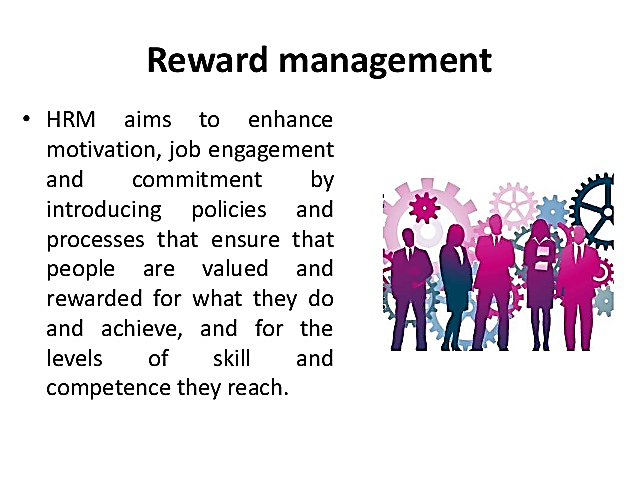 Reward management
• HRM aims to enhance
motivation, job engagement
and commitment by
introducing policies and
processes that ensure that
people are valued and
rewarded for what they do
and achieve, and for the
levels of skill and
competence they reach.